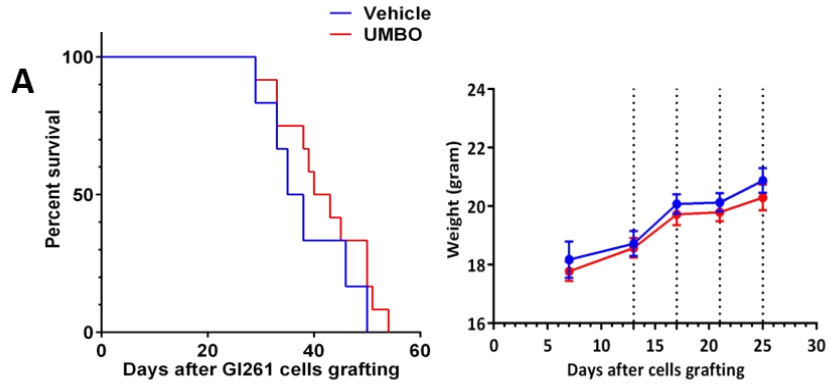 Vehicle
UMBO
A
Percent survival
100
50
0
0 20 40 60
Days after GI261 cells grafting
Weight (gram)
24
22
20
18
16
0 5 10 15 20 25 30
Days after cells grafting